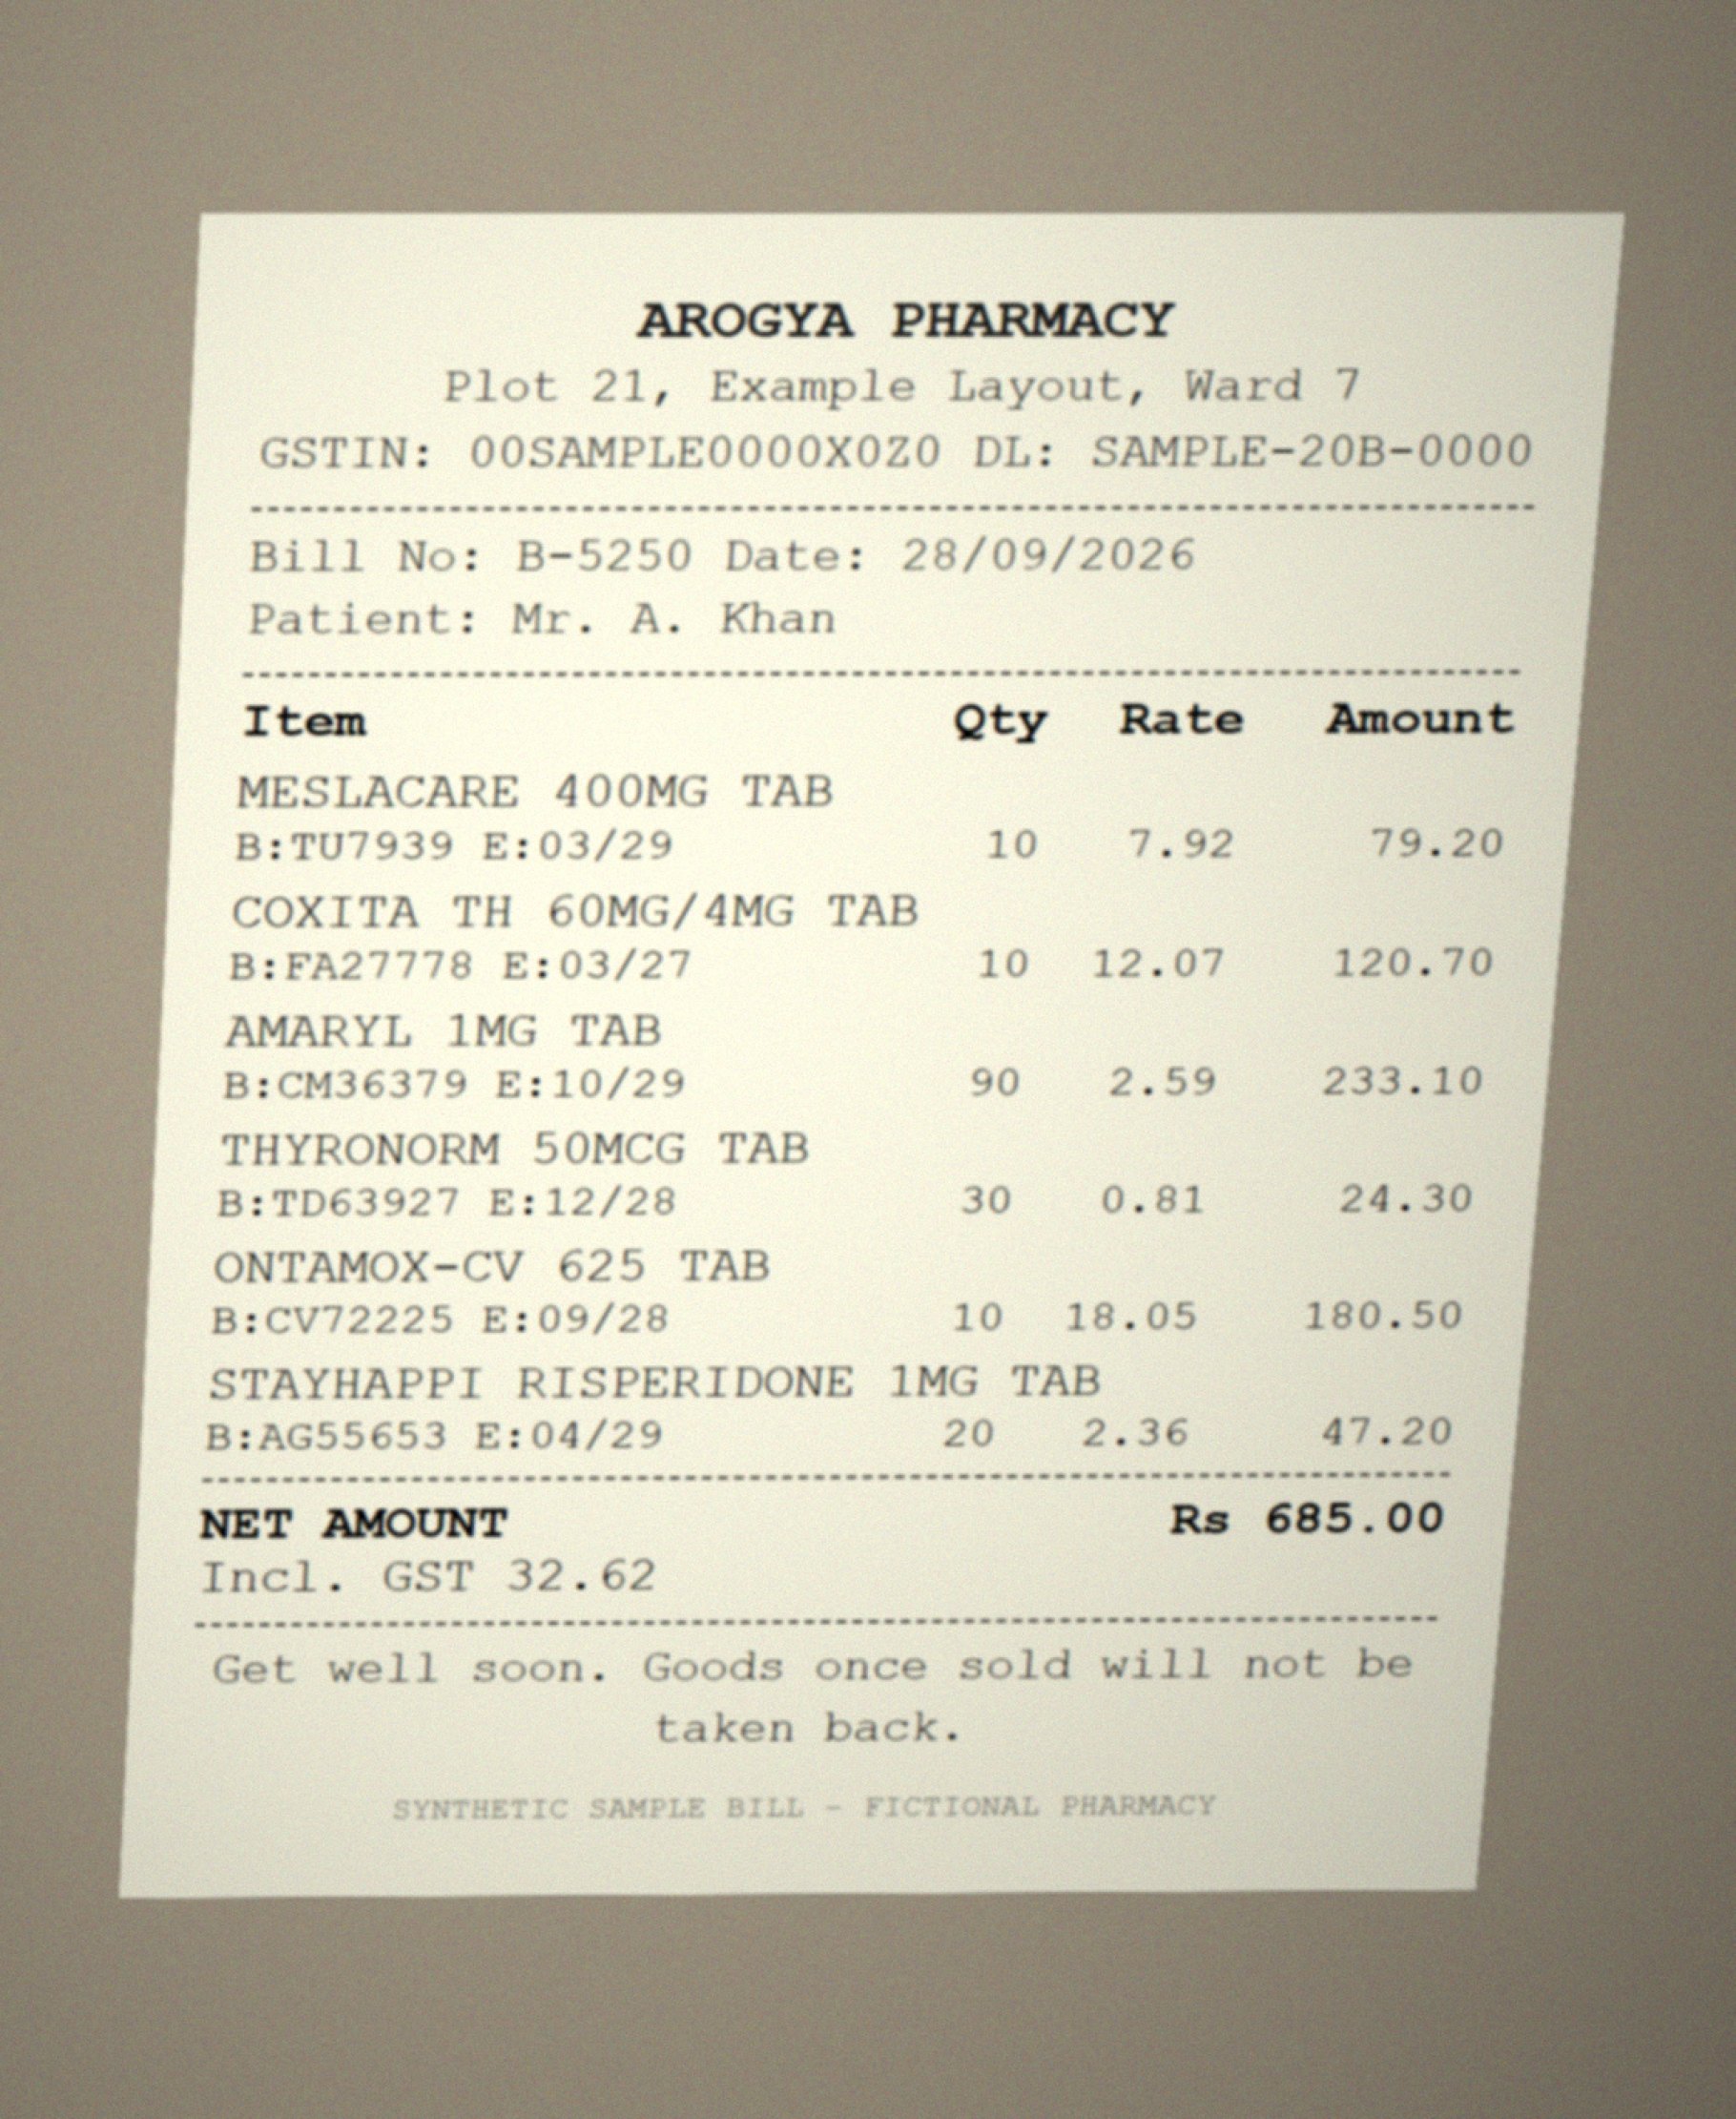 AROGYA PHARMACY
Plot 21, Example Layout, Ward 7
GSTIN: 00SAMPLE0000X0Z0 DL: SAMPLE-20B-0000
Bill No: B-5250 Date: 28/09/2026
Patient: Mr. A. Khan
Item Qty Rate Amount
MESLACARE 400MG TAB
B:TU7939 E:03/29 10 7.92 79.20
COXITA TH 60MG/4MG TAB
B:FA27778 E:03/27 10 12.07 120.70
AMARYL 1MG TAB
B:CM36379 E:10/29 90 2.59 233.10
THYRONORM 50MCG TAB
B:TD63927 E:12/28 30 0.81 24.30
ONTAMOX-CV 625 TAB
B:CV72225 E:09/28 10 18.05 180.50
STAYHAPPI RISPERIDONE 1MG TAB
B:AG55653 E:04/29 20 2.36 47.20
NET AMOUNT Rs 685.00
Incl. GST 32.62
Get well soon. Goods once sold will not be
taken back.
SYNTHETIC SAMPLE BILL - FICTIONAL PHARMACY